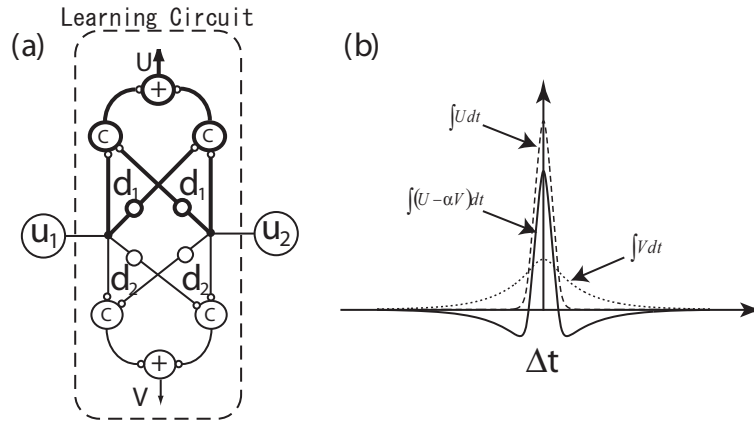 Learning Circuit
(a)
U
+
C
C
d₁
d₁
u₁
u₂
d₂
d₂
C
C
+
V
(b)
∫Udt
∫(U−αV)dt
∫Vdt
Δt